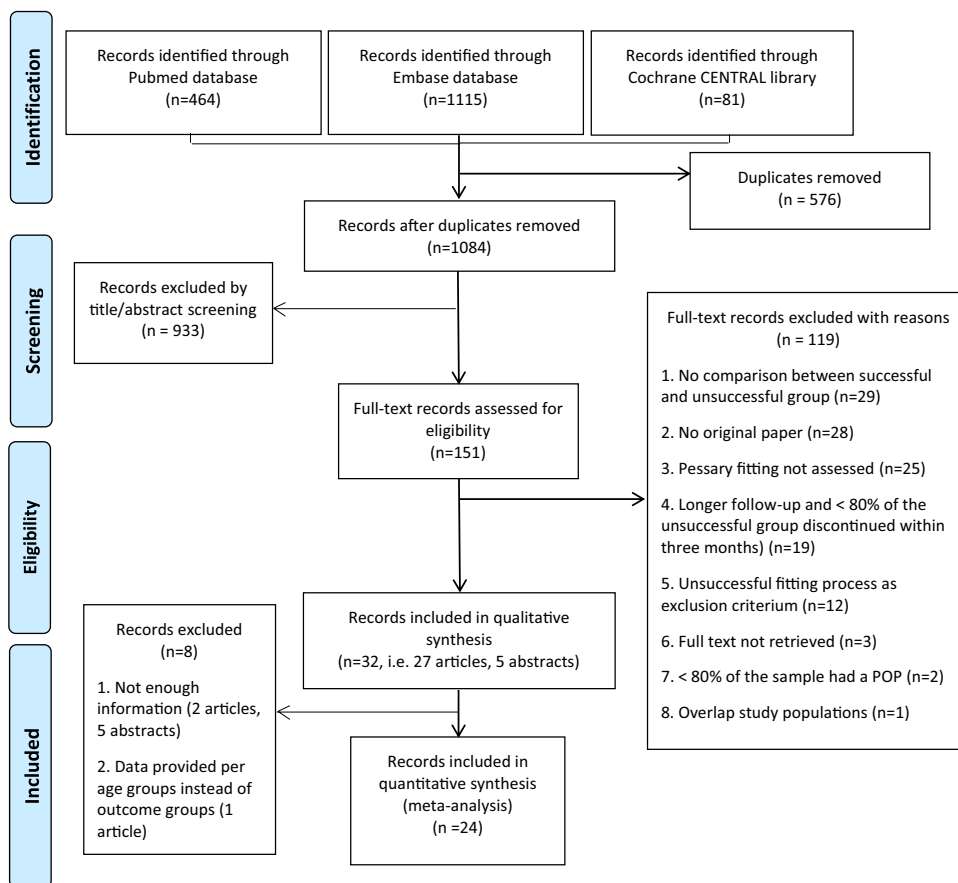 Identification
Records identified through
Pubmed database
(n=464)
Records identified through
Embase database
(n=1115)
Records identified through
Cochrane CENTRAL library
(n=81)
Duplicates removed
(n = 576)
Records after duplicates removed
(n=1084)
Screening
Records excluded by
title/abstract screening
(n = 933)
Full-text records assessed for
eligibility
(n=151)
Full-text records excluded with reasons
(n = 119)
1. No comparison between successful
and unsuccessful group (n=29)
2. No original paper (n=28)
3. Pessary fitting not assessed (n=25)
4. Longer follow-up and < 80% of the
unsuccessful group discontinued within
three months) (n=19)
5. Unsuccessful fitting process as
exclusion criterium (n=12)
6. Full text not retrieved (n=3)
7. < 80% of the sample had a POP (n=2)
8. Overlap study populations (n=1)
Eligibility
Records included in qualitative
synthesis
(n=32, i.e. 27 articles, 5 abstracts)
Records excluded
(n=8)
1. Not enough
information (2 articles,
5 abstracts)
2. Data provided per
age groups instead of
outcome groups (1
article)
Included
Records included in
quantitative synthesis
(meta-analysis)
(n =24)